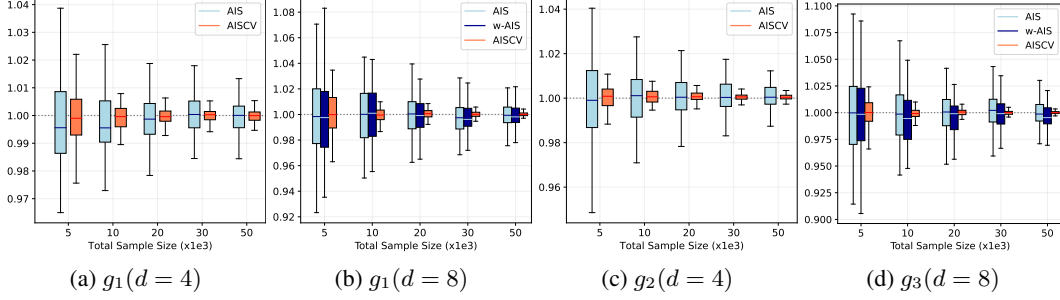 1.04
1.03
1.02
1.01
1.00
0.99
0.98
0.97
AIS
AISCV
5 10 20 30 50
Total Sample Size (x1e3)
(a) g₁(d = 4)
1.08
1.06
1.04
1.02
1.00
0.98
0.96
0.94
0.92
AIS
w-AIS
AISCV
5 10 20 30 50
Total Sample Size (x1e3)
(b) g₁(d = 8)
1.04
1.02
1.00
0.98
0.96
AIS
AISCV
5 10 20 30 50
Total Sample Size (x1e3)
(c) g₂(d = 4)
1.100
1.075
1.050
1.025
1.000
0.975
0.950
0.925
0.900
AIS
w-AIS
AISCV
5 10 20 30 50
Total Sample Size (x1e3)
(d) g₃(d = 8)